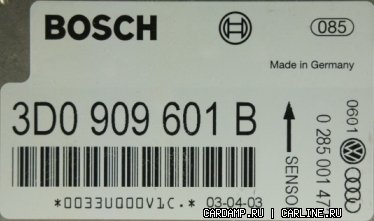 BOSCH
085
Made in Germany
3D0 909 601 B
*0033U000V1C.*
03-04-03
SENSO
0 285 001 47
0601
CARDAMP.RU | CARLINE.RU